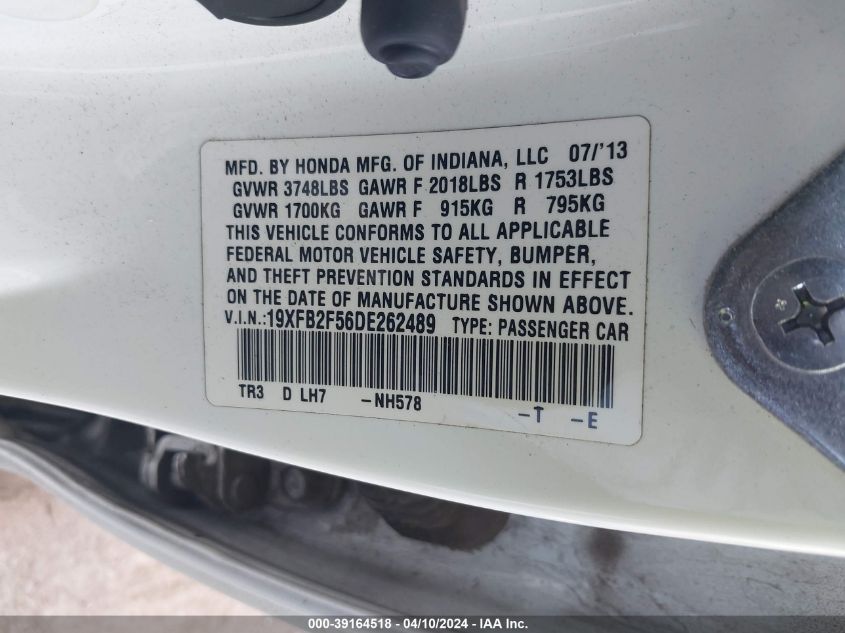 MFD. BY HONDA MFG. OF INDIANA, LLC 07/'13
GVWR 3748LBS GAWR F 2018LBS R 1753LBS
GVWR 1700KG GAWR F 915KG R 795KG
THIS VEHICLE CONFORMS TO ALL APPLICABLE
FEDERAL MOTOR VEHICLE SAFETY, BUMPER,
AND THEFT PREVENTION STANDARDS IN EFFECT
ON THE DATE OF MANUFACTURE SHOWN ABOVE.
V.I.N.:19XFB2F56DE262489 TYPE: PASSENGER CAR
TR3 D LH7 -NH578 -T -E
000-39164518 - 04/10/2024 - IAAI INC.